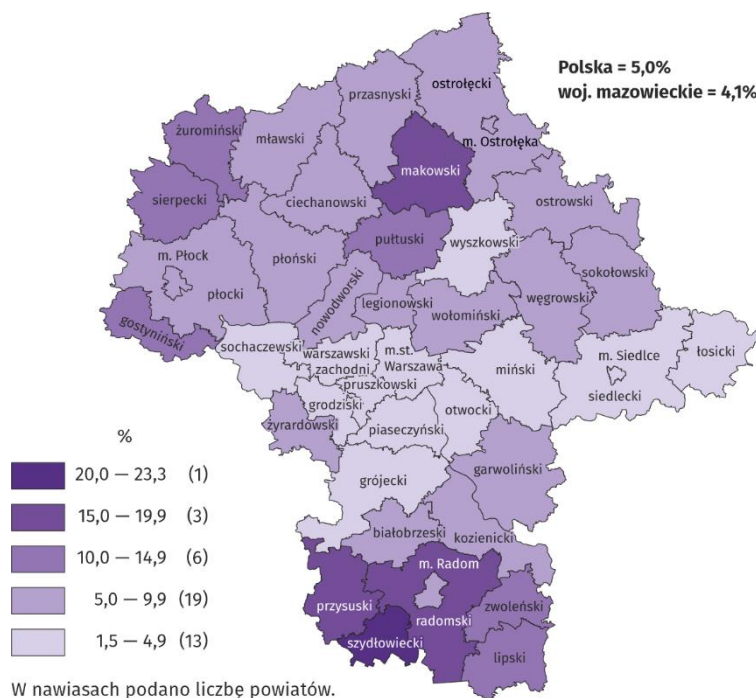 Polska = 5,0%
woj. mazowieckie = 4,1%
ostrołęcki
przasnyski
żuromiński
mławski
m. Ostrołęka
makowski
sierpecki
ciechanowski
ostrowski
pułtuski
wyszkowski
m. Płock
płoński
sokołowski
płocki
nowodworski
legionowski
węgrowski
wołomiński
gostyniński
sochaczewski
warszawski
zachodni
m.st.
Warszawa
miński
m. Siedlce
łosicki
pruszkowski
siedlecki
grodziski
otwocki
żyrardowski
piaseczyński
garwoliński
grójecki
białobrzeski
kozienicki
m. Radom
przysuski
zwoleński
radomski
szydłowiecki
lipski
%
20,0 — 23,3 (1)
15,0 — 19,9 (3)
10,0 — 14,9 (6)
5,0 — 9,9 (19)
1,5 — 4,9 (13)
W nawiasach podano liczbę powiatów.